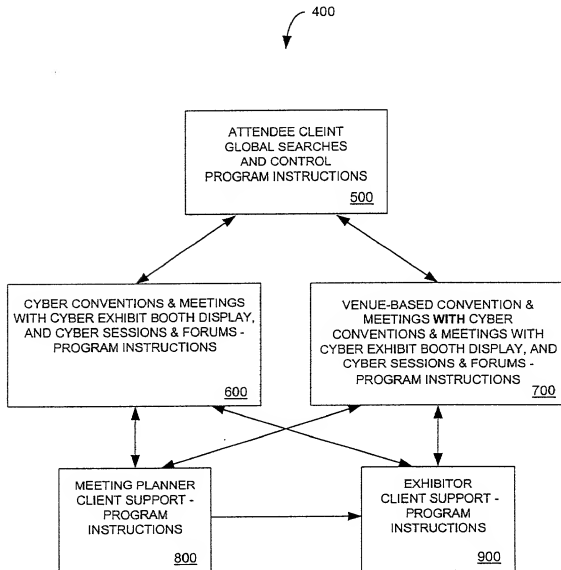 400
ATTENDEE CLEINT
GLOBAL SEARCHES
AND CONTROL
PROGRAM INSTRUCTIONS
500
CYBER CONVENTIONS & MEETINGS
WITH CYBER EXHIBIT BOOTH DISPLAY,
AND CYBER SESSIONS & FORUMS -
PROGRAM INSTRUCTIONS
600
VENUE-BASED CONVENTION &
MEETINGS WITH CYBER
CONVENTIONS & MEETINGS WITH
CYBER EXHIBIT BOOTH DISPLAY, AND
CYBER SESSIONS & FORUMS -
PROGRAM INSTRUCTIONS
700
MEETING PLANNER
CLIENT SUPPORT -
PROGRAM
INSTRUCTIONS
800
EXHIBITOR
CLIENT SUPPORT -
PROGRAM
INSTRUCTIONS
900